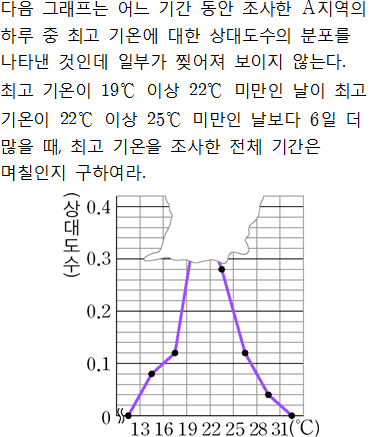 다음 그래프는 어느 기간 동안 조사한 A지역의
하루 중 최고 기온에 대한 상대도수의 분포를
나타낸 것인데 일부가 찢어져 보이지 않는다.
최고 기온이 19℃ 이상 22℃ 미만인 날이 최고
기온이 22℃ 이상 25℃ 미만인 날보다 6일 더
많을 때, 최고 기온을 조사한 전체 기간은
며칠인지 구하여라.
(상대도수)
0.4
0.3
0.2
0.1
0
13 16 19 22 25 28 31(℃)